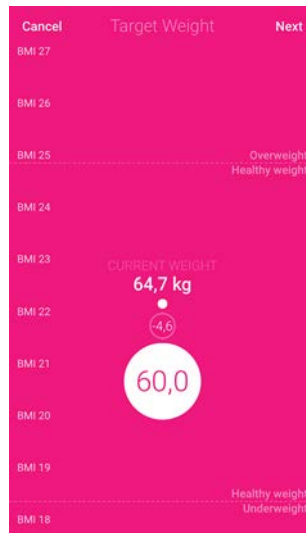 Cancel Target Weight Next
BMI 27
BMI 26
BMI 25 Overweight
Healthy weight
BMI 24
BMI 23
CURRENT WEIGHT
64,7 kg
BMI 22
-4,6
BMI 21
60,0
BMI 20
BMI 19
Healthy weight
Underweight
BMI 18